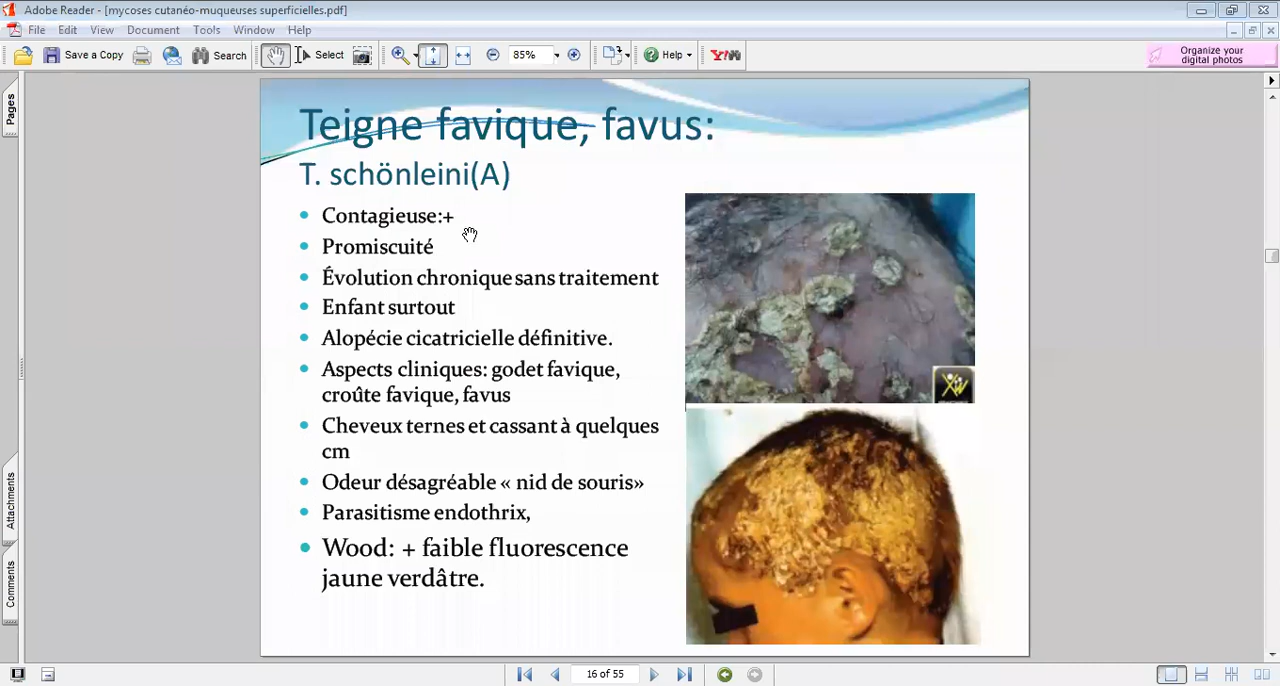 Adobe Reader - [mycoses cutanéo-muqueuses superficielles.pdf]
File Edit View Document Tools Window Help
Save a Copy Search Select 85% Help Y!
Organize your
digital photos
Pages
Teigne favique, favus:
T. schönleini(A)
Contagieuse:+
Promiscuité
Évolution chronique sans traitement
Enfant surtout
Alopécie cicatricielle définitive.
Aspects cliniques: godet favique,
croûte favique, favus
Cheveux ternes et cassant à quelques
cm
Odeur désagréable « nid de souris»
Parasitisme endothrix,
Wood: + faible fluorescence
jaune verdâtre.
Attachments
Comments
16 of 55